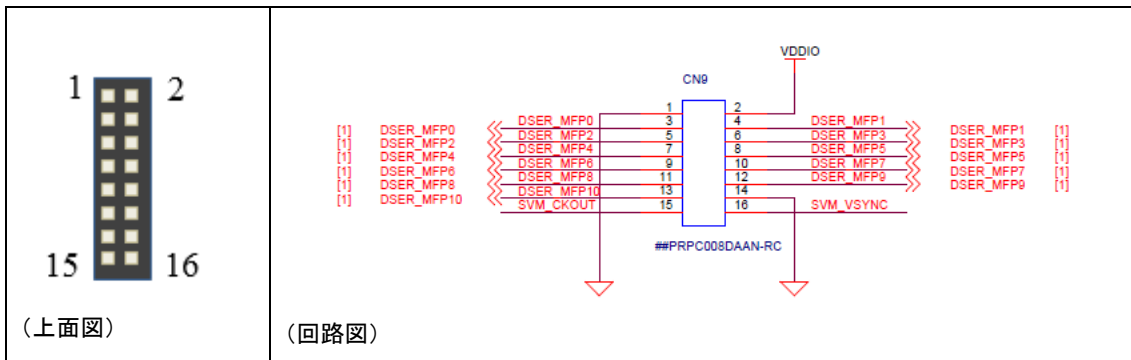 1 2
15 16
（上面図）
VDDIO
CN9
1 2
[1] DSER_MFP0 DSER_MFP0 3 4 DSER_MFP1 DSER_MFP1 [1]
[1] DSER_MFP2 DSER_MFP2 5 6 DSER_MFP3 DSER_MFP3 [1]
[1] DSER_MFP4 DSER_MFP4 7 8 DSER_MFP5 DSER_MFP5 [1]
[1] DSER_MFP6 DSER_MFP6 9 10 DSER_MFP7 DSER_MFP7 [1]
[1] DSER_MFP8 DSER_MFP8 11 12 DSER_MFP9 DSER_MFP9 [1]
[1] DSER_MFP10 DSER_MFP10 13 14
SVM_CKOUT 15 16 SVM_VSYNC
##PRPC008DAAN-RC
（回路図）